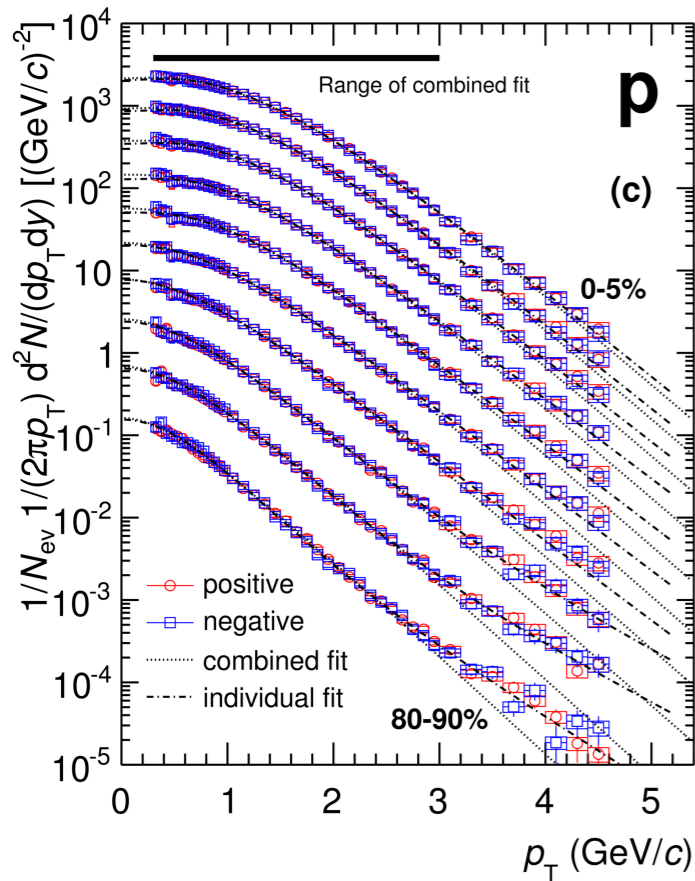 1/N_ev 1/(2πp_T) d²N/(dp_Tdy) [(GeV/c)⁻²]
10⁴
10³
10²
10
1
10⁻¹
10⁻²
10⁻³
10⁻⁴
10⁻⁵
Range of combined fit
p
(c)
0-5%
positive
negative
combined fit
individual fit
80-90%
0 1 2 3 4 5
p_T (GeV/c)